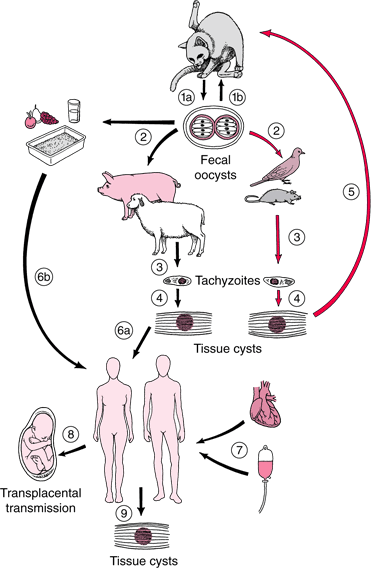 1a
1b
2
2
Fecal
oocysts
5
3
3
Tachyzoites
4
4
6b
Tissue cysts
6a
8
7
Transplacental
transmission
9
Tissue cysts